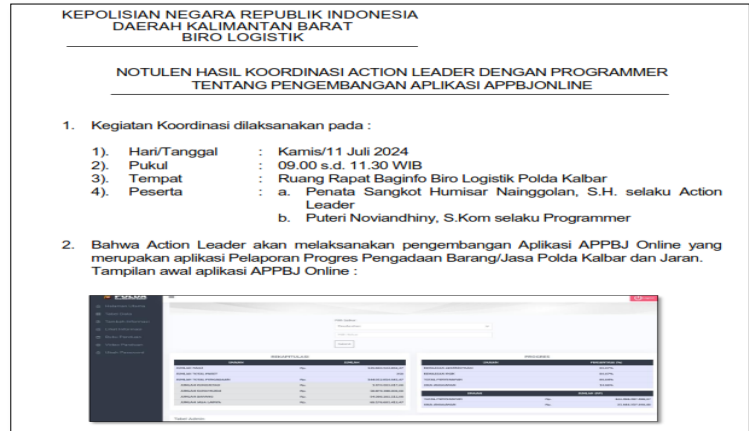 KEPOLISIAN NEGARA REPUBLIK INDONESIA
DAERAH KALIMANTAN BARAT
BIRO LOGISTIK
NOTULEN HASIL KOORDINASI ACTION LEADER DENGAN PROGRAMMER
TENTANG PENGEMBANGAN APLIKASI APPBJONLINE
1. Kegiatan Koordinasi dilaksanakan pada :
1). Hari/Tanggal : Kamis/11 Juli 2024
2). Pukul : 09.00 s.d. 11.30 WIB
3). Tempat : Ruang Rapat Baginfo Biro Logistik Polda Kalbar
4). Peserta : a. Penata Sangkot Humisar Nainggolan, S.H. selaku Action
Leader
b. Puteri Noviandhiny, S.Kom selaku Programmer
2. Bahwa Action Leader akan melaksanakan pengembangan Aplikasi APPBJ Online yang
merupakan aplikasi Pelaporan Progres Pengadaan Barang/Jasa Polda Kalbar dan Jaran.
Tampilan awal aplikasi APPBJ Online :
POLDA
REKAPITULASI
PROGRES